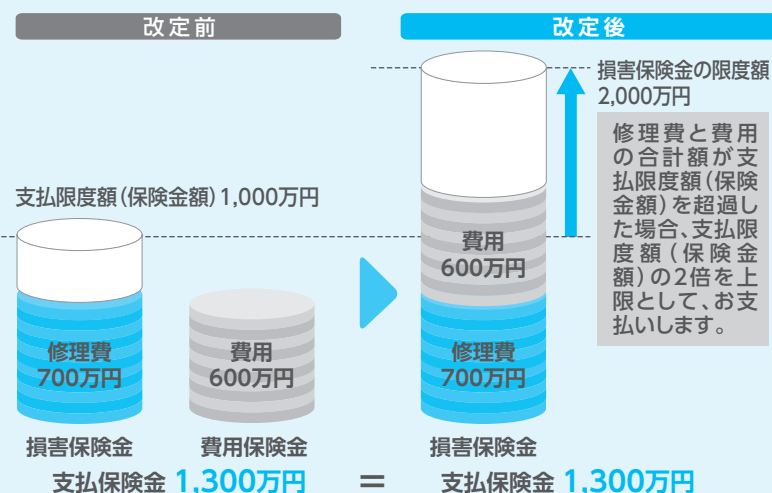 改定前
改定後
損害保険金の限度額
2,000万円
修理費と費用
の合計額が支
払限度額(保険
金額)を超過し
た場合、支払限
度額(保険金
額)の2倍を上
限として、お支
払いします。
支払限度額(保険金額)1,000万円
修理費
700万円
費用
600万円
費用
600万円
修理費
700万円
損害保険金
費用保険金
損害保険金
支払保険金 1,300万円
=
支払保険金 1,300万円